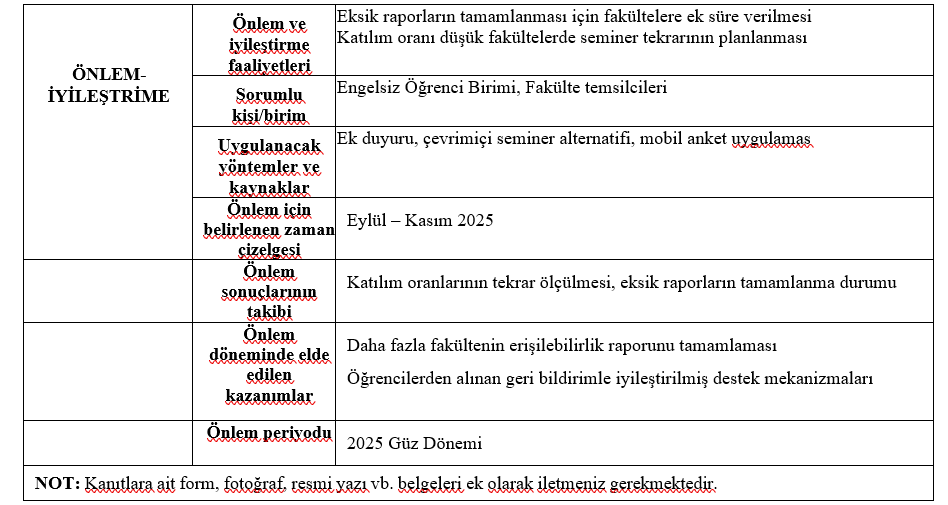 ÖNLEM-
İYİLEŞTRİME
Önlem ve
iyileştirme
faaliyetleri
Eksik raporların tamamlanması için fakültelere ek süre verilmesi
Katılım oranı düşük fakültelerde seminer tekrarının planlanması
Sorumlu
kişi/birim
Engelsiz Öğrenci Birimi, Fakülte temsilcileri
Uygulanacak
yöntemler ve
kaynaklar
Ek duyuru, çevrimiçi seminer alternatifi, mobil anket uygulamas
Önlem için
belirlenen zaman
çizelgesi
Eylül – Kasım 2025
Önlem
sonuçlarının
takibi
Katılım oranlarının tekrar ölçülmesi, eksik raporların tamamlanma durumu
Önlem
döneminde elde
edilen
kazanımlar
Daha fazla fakültenin erişilebilirlik raporunu tamamlaması
Öğrencilerden alınan geri bildirimle iyileştirilmiş destek mekanizmaları
Önlem periyodu
2025 Güz Dönemi
NOT: Kanıtlara ait form, fotoğraf, resmi yazı vb. belgeleri ek olarak iletmeniz gerekmektedir.